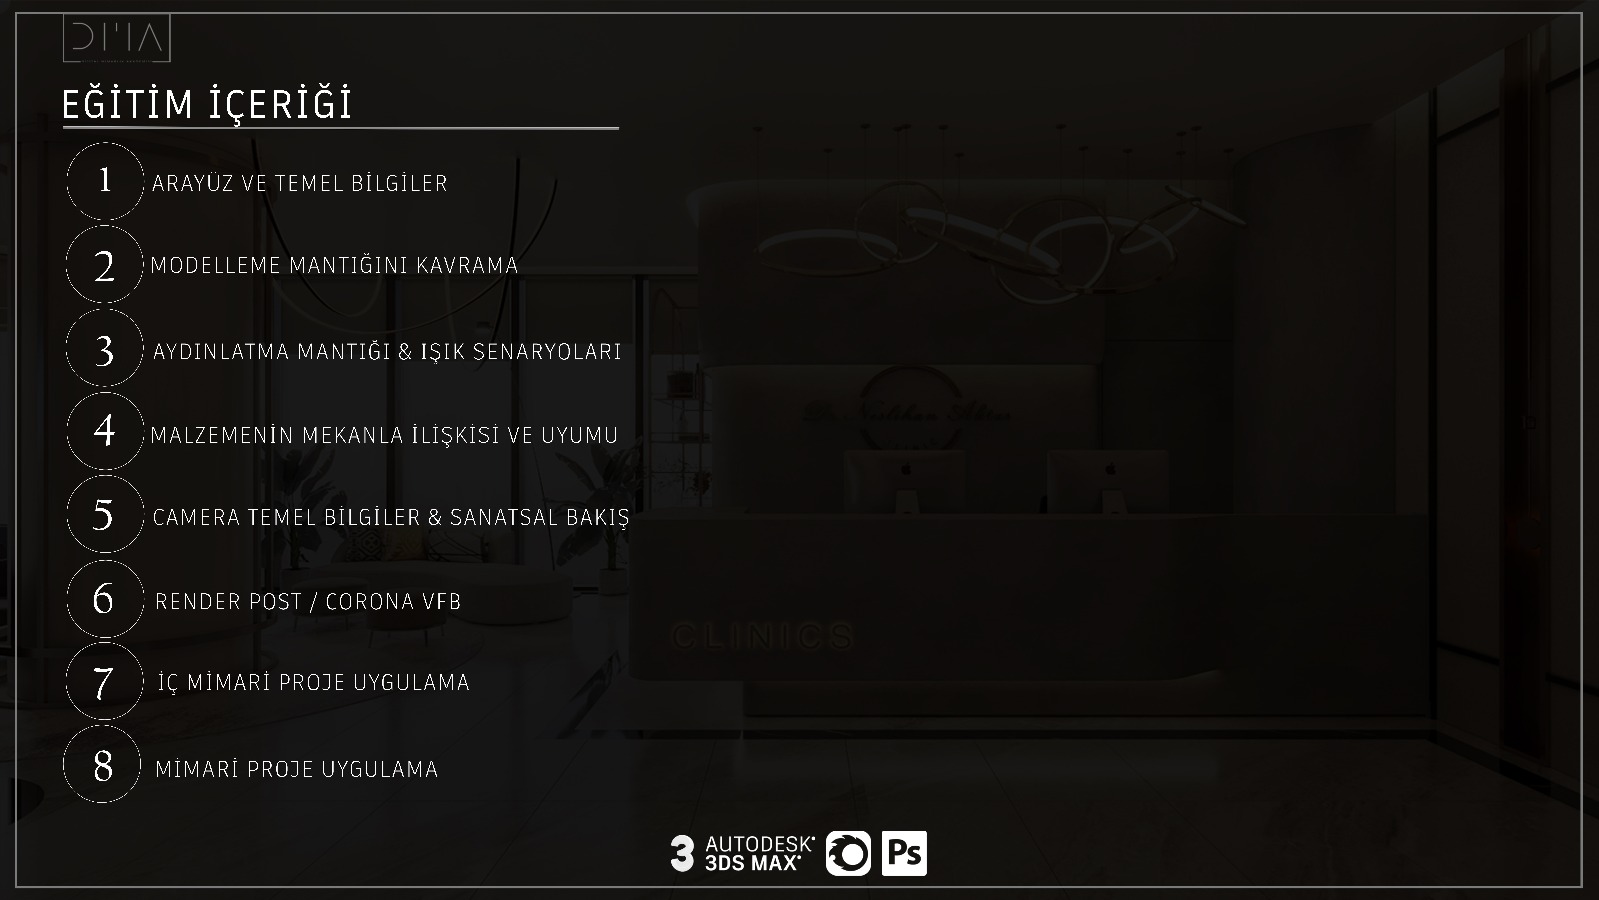 DMA
EĞİTİM İÇERİĞİ
1 ARAYÜZ VE TEMEL BİLGİLER
2 MODELLEME MANTIĞINI KAVRAMA
3 AYDINLATMA MANTIĞI & IŞIK SENARYOLARI
4 MALZEMENİN MEKANLA İLİŞKİSİ VE UYUMU
5 CAMERA TEMEL BİLGİLER & SANATSAL BAKIŞ
6 RENDER POST / CORONA VFB
CLINICS
7 İÇ MİMARİ PROJE UYGULAMA
8 MİMARİ PROJE UYGULAMA
3 AUTODESK
3DS MAX
Ps